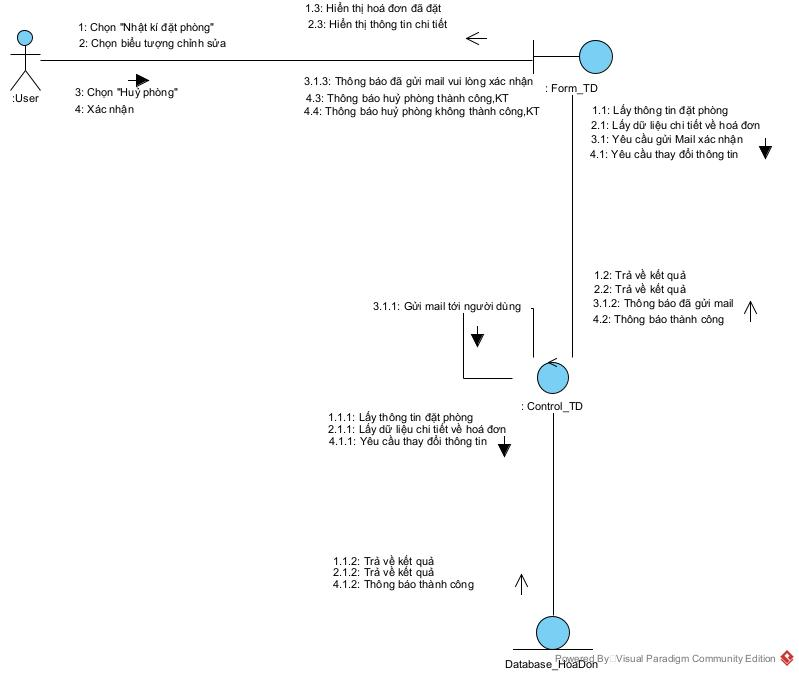 1.3: Hiển thị hoá đơn đã đặt
2.3: Hiển thị thông tin chi tiết
1: Chọn "Nhật kí đặt phòng"
2: Chọn biểu tượng chỉnh sửa
3: Chọn "Huỷ phòng"
4: Xác nhận
:User
3.1.3: Thông báo đã gửi mail vui lòng xác nhận
4.3: Thông báo huỷ phòng thành công,KT
4.4: Thông báo huỷ phòng không thành công,KT
: Form_TD
1.1: Lấy thông tin đặt phòng
2.1: Lấy dữ liệu chi tiết về hoá đơn
3.1: Yêu cầu gửi Mail xác nhận
4.1: Yêu cầu thay đổi thông tin
1.2: Trả về kết quả
2.2: Trả về kết quả
3.1.2: Thông báo đã gửi mail
4.2: Thông báo thành công
3.1.1: Gửi mail tới người dùng
: Control_TD
1.1.1: Lấy thông tin đặt phòng
2.1.1: Lấy dữ liệu chi tiết về hoá đơn
4.1.1: Yêu cầu thay đổi thông tin
1.1.2: Trả về kết quả
2.1.2: Trả về kết quả
4.1.2: Thông báo thành công
Database_HoaDon
Powered By Visual Paradigm Community Edition